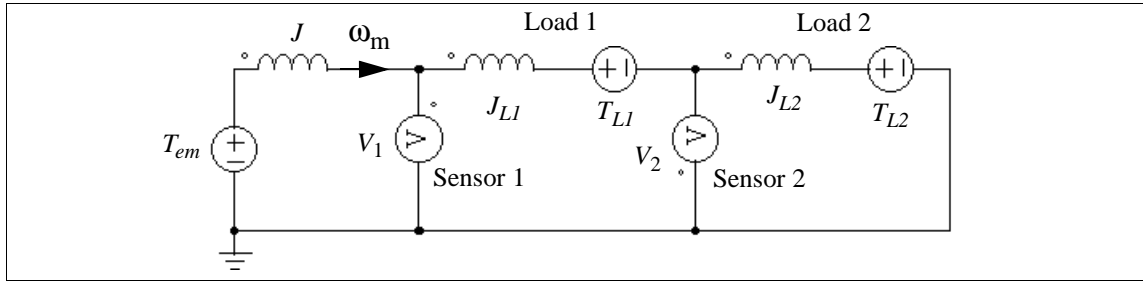 Load 1
Load 2
J
ωm
JL1
TL1
JL2
TL2
Tem
V1
Sensor 1
V2
Sensor 2